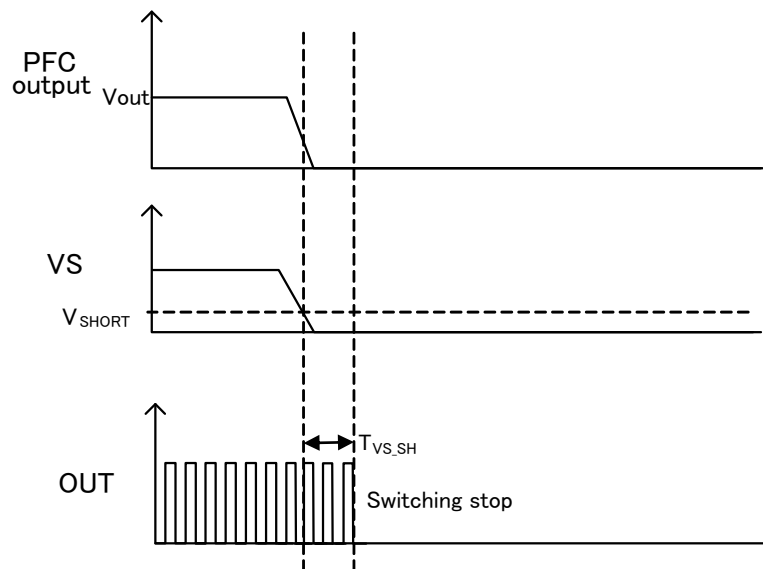 PFC
output
Vout
VS
VSHORT
TVS_SH
OUT
Switching stop